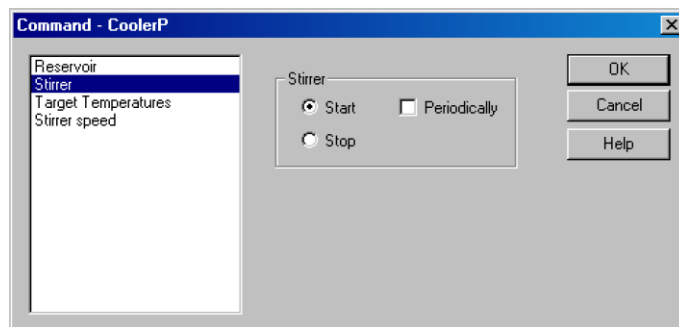 Command - CoolerP
Reservoir
Stirrer
Target Temperatures
Stirrer speed
Stirrer
Start
Periodically
Stop
OK
Cancel
Help